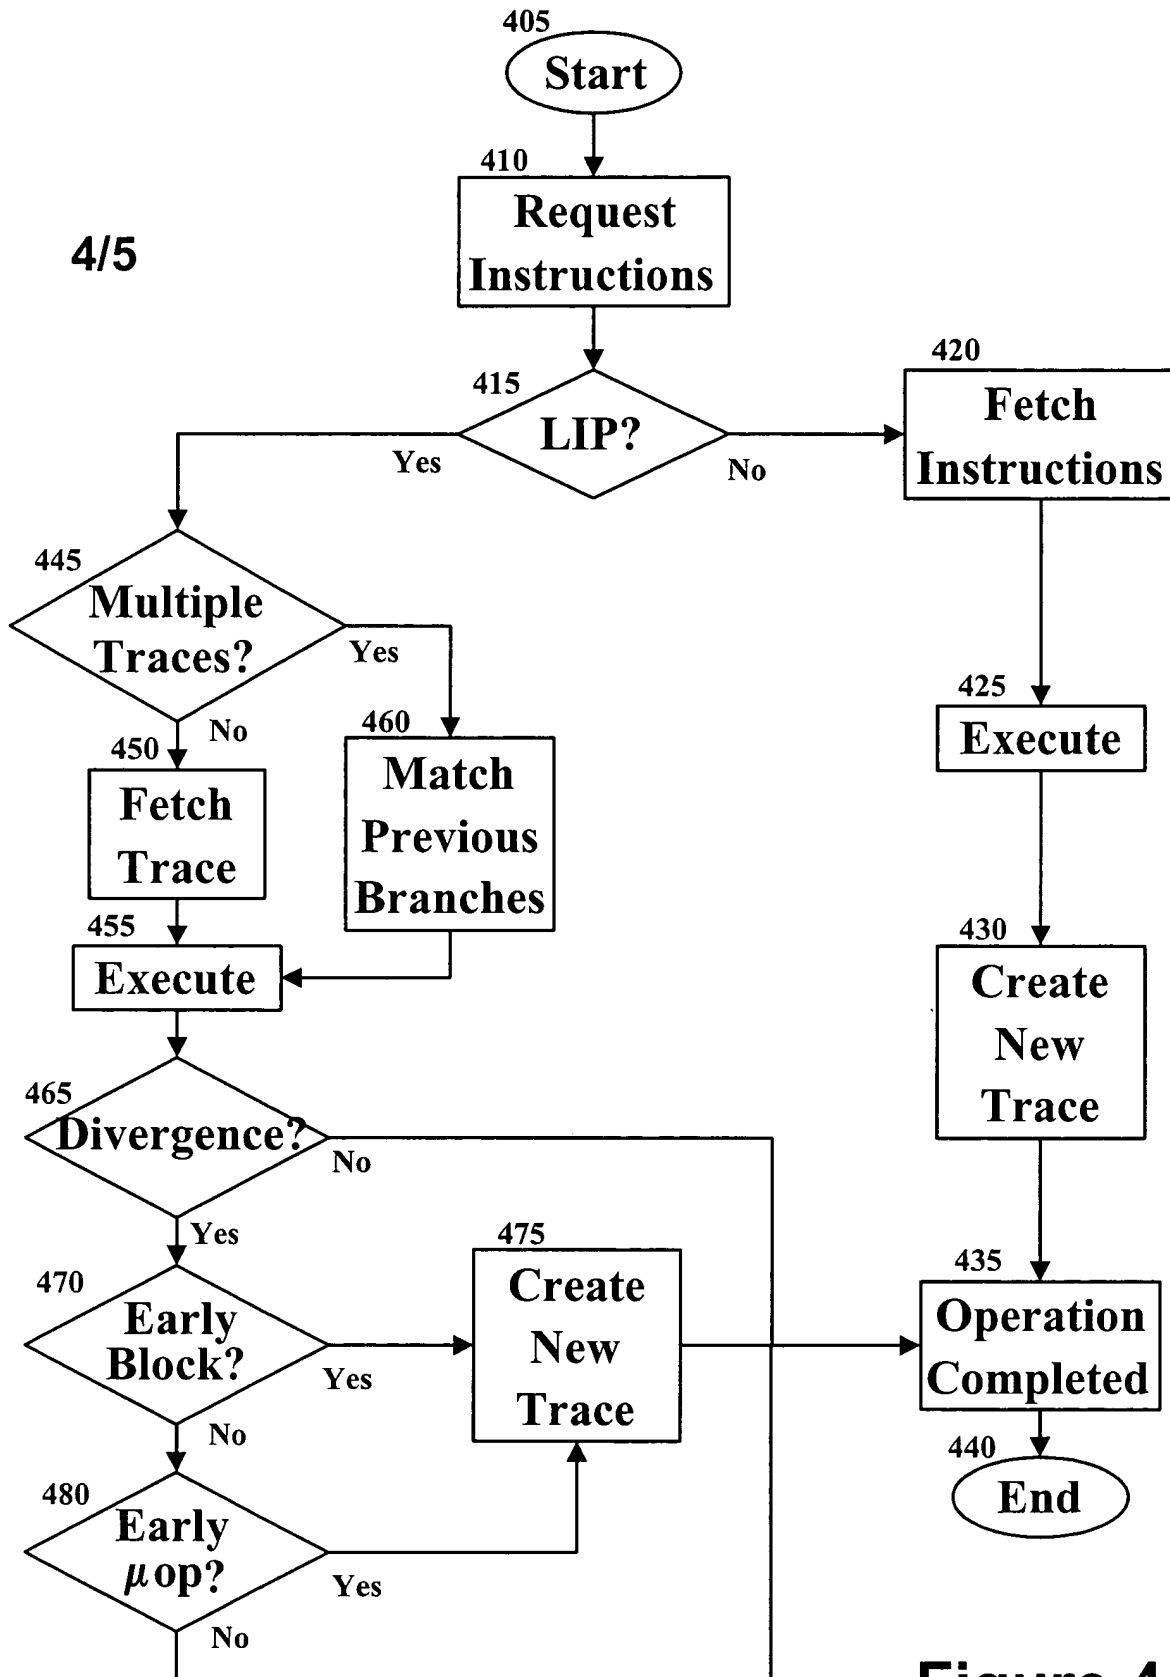 405
Start
410
Request
Instructions
4/5
415
LIP?
Yes
No
420
Fetch
Instructions
445
Multiple
Traces?
Yes
No
450
Fetch
Trace
460
Match
Previous
Branches
425
Execute
455
Execute
430
Create
New
Trace
465
Divergence?
No
Yes
470
Early
Block?
Yes
No
475
Create
New
Trace
435
Operation
Completed
440
End
480
Early
μop?
Yes
No
Figure 4